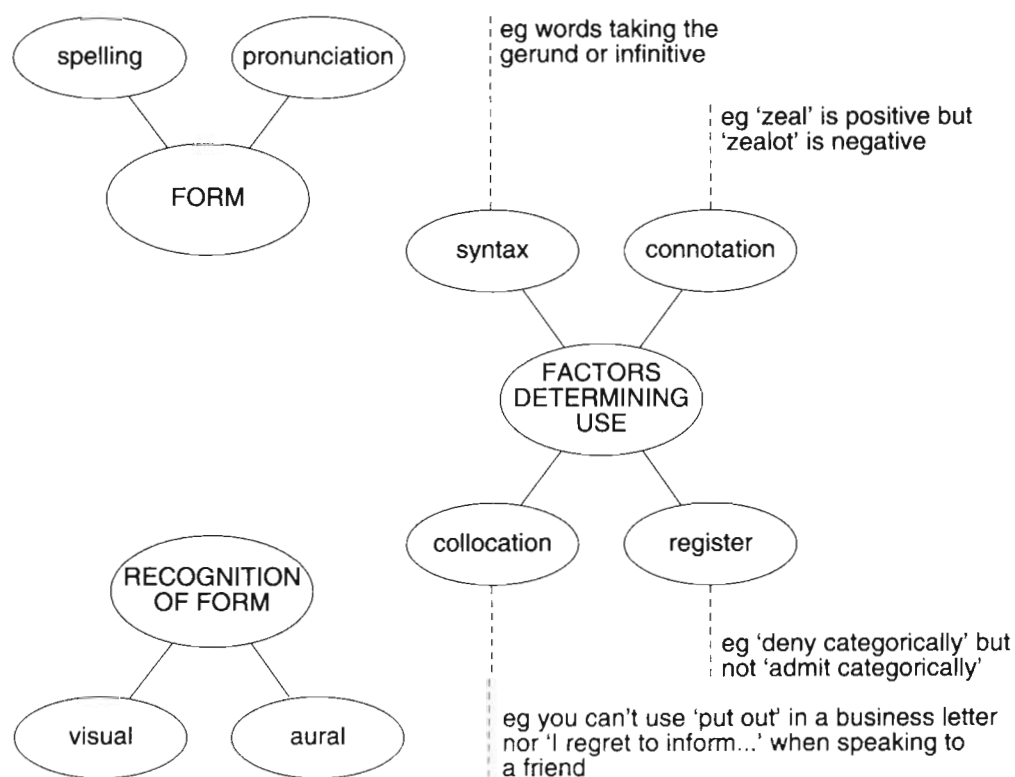 spelling
pronunciation
FORM
eg words taking the
gerund or infinitive
eg ‘zeal’ is positive but
‘zealot’ is negative
syntax
connotation
FACTORS
DETERMINING
USE
collocation
register
eg ‘deny categorically’ but
not ‘admit categorically’
eg you can’t use ‘put out’ in a business letter
nor ‘I regret to inform...’ when speaking to
a friend
RECOGNITION
OF FORM
visual
aural